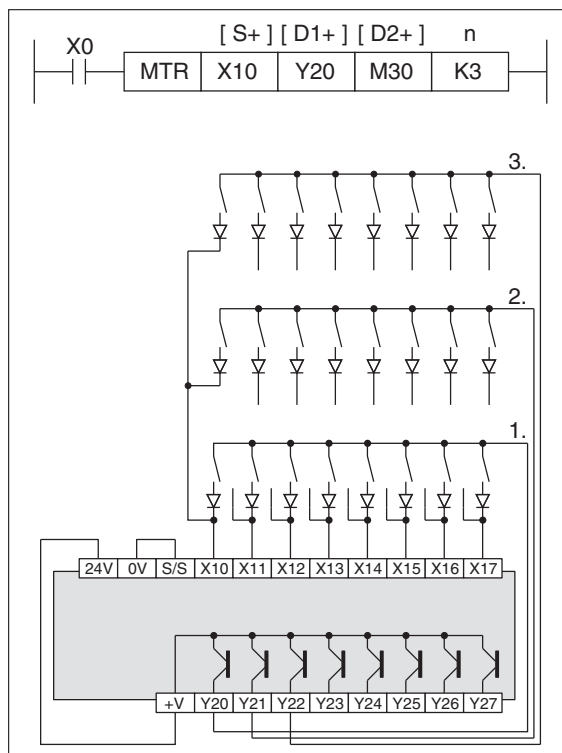 [ S+ ] [ D1+ ] [ D2+ ] n
X0
MTR X10 Y20 M30 K3
3.
2.
1.
24V 0V S/S X10 X11 X12 X13 X14 X15 X16 X17
+V Y20 Y21 Y22 Y23 Y24 Y25 Y26 Y27